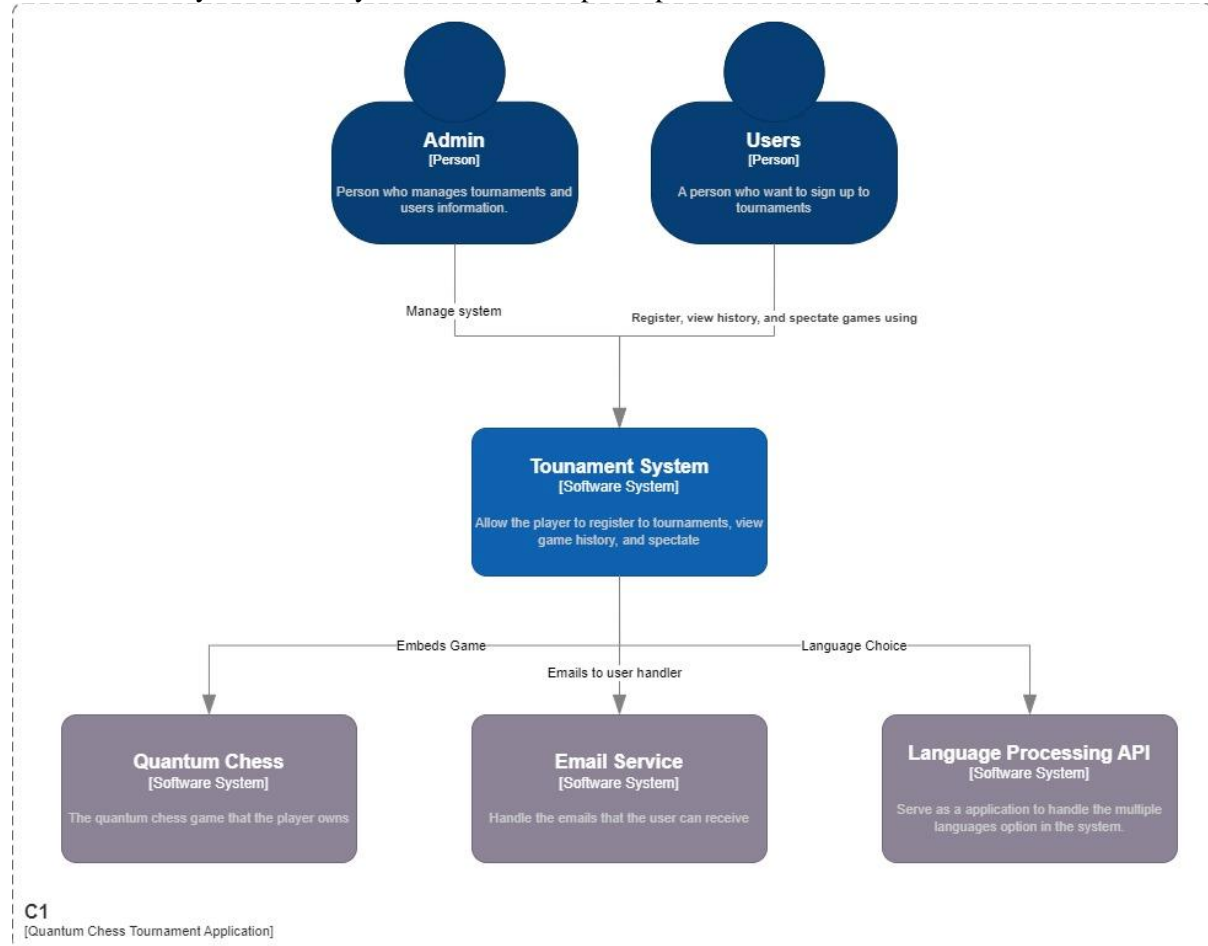 Admin
[Person]
Person who manages tournaments and
users information.
Users
[Person]
A person who want to sign up to
tournaments
Manage system
Register, view history, and spectate games using
Tounament System
[Software System]
Allow the player to register to tournaments, view
game history, and spectate
Embeds Game
Emails to user handler
Language Choice
Quantum Chess
[Software System]
The quantum chess game that the player owns
Email Service
[Software System]
Handle the emails that the user can receive
Language Processing API
[Software System]
Serve as a application to handle the multiple
languages option in the system.
C1
[Quantum Chess Tournament Application]